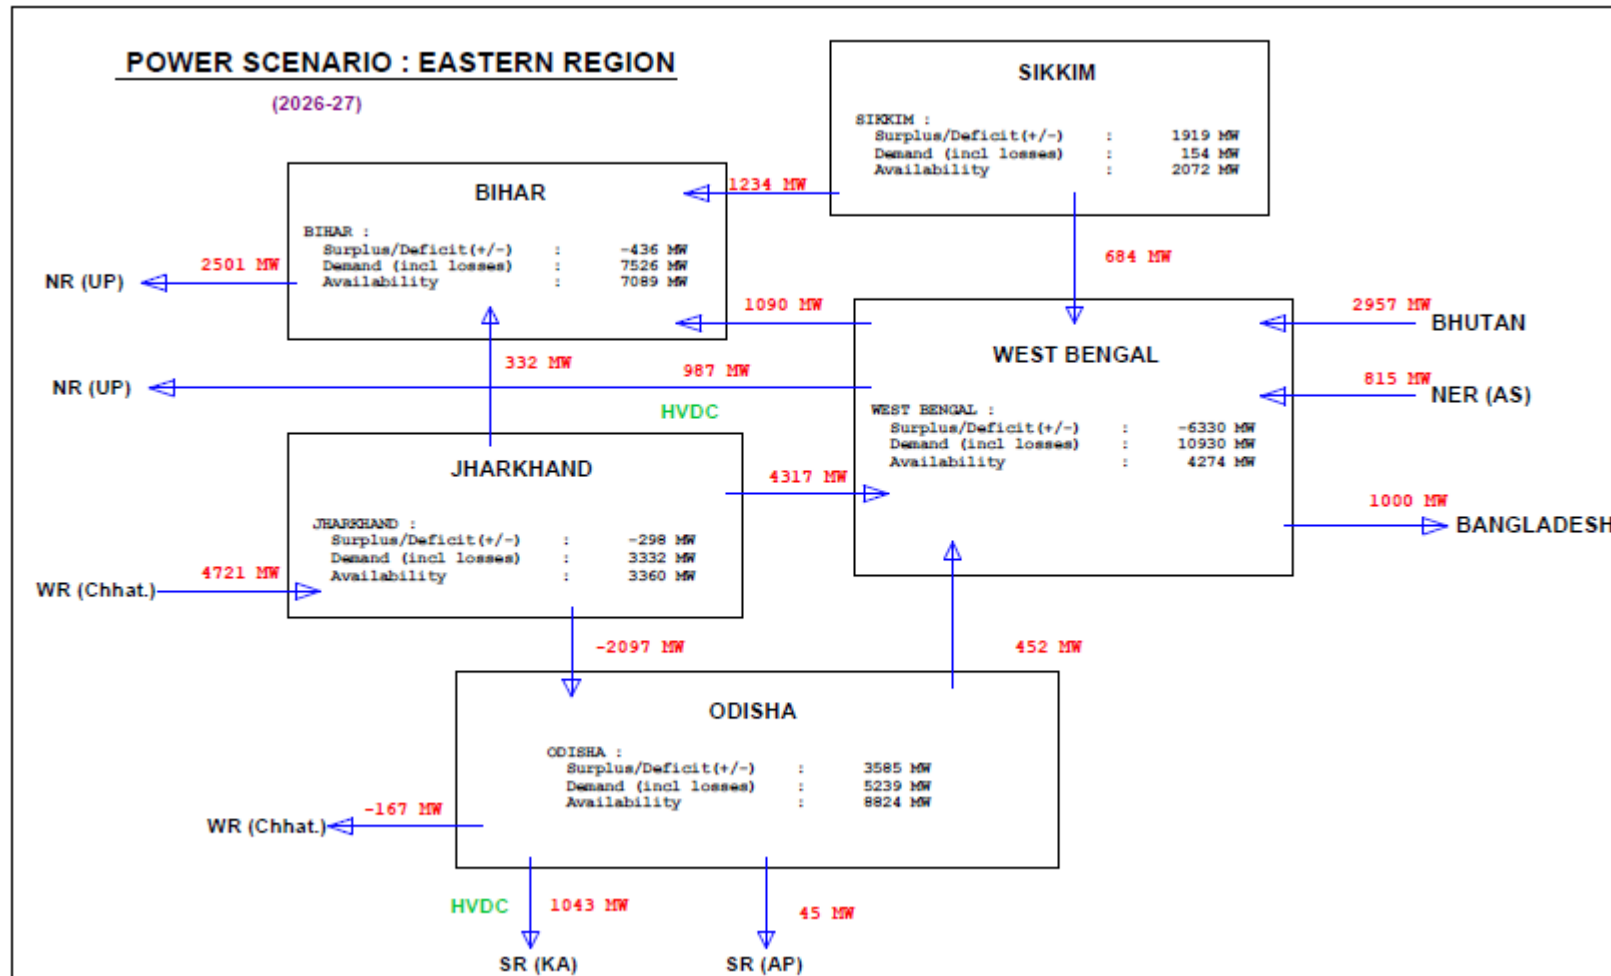 POWER SCENARIO : EASTERN REGION
(2026-27)
SIKKIM
SIKKIM :
Surplus/Deficit(+/-) : 1919 MW
Demand (incl losses) : 154 MW
Availability : 2072 MW
1234 MW
684 MW
BIHAR
BIHAR :
Surplus/Deficit(+/-) : -436 MW
Demand (incl losses) : 7526 MW
Availability : 7089 MW
2501 MW
NR (UP)
1090 MW
332 MW
987 MW
NR (UP)
HVDC
WEST BENGAL
WEST BENGAL :
Surplus/Deficit(+/-) : -6330 MW
Demand (incl losses) : 10930 MW
Availability : 4274 MW
2957 MW
BHUTAN
815 MW
NER (AS)
1000 MW
BANGLADESH
JHARKHAND
JHARKHAND :
Surplus/Deficit(+/-) : -298 MW
Demand (incl losses) : 3332 MW
Availability : 3360 MW
4317 MW
4721 MW
WR (Chhat.)
-2097 MW
452 MW
ODISHA
ODISHA :
Surplus/Deficit(+/-) : 3585 MW
Demand (incl losses) : 5239 MW
Availability : 8824 MW
-167 MW
WR (Chhat.)
HVDC
1043 MW
45 MW
SR (KA)
SR (AP)